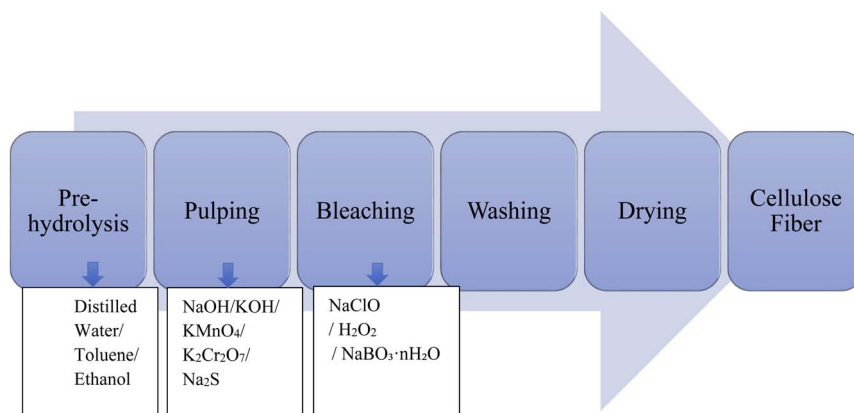 Pre-
hydrolysis
Pulping
Bleaching
Washing
Drying
Cellulose
Fiber
Distilled
Water/
Toluene/
Ethanol
NaOH/KOH/
KMnO₄/
K₂Cr₂O₇/
Na₂S
NaClO
/ H₂O₂
/ NaBO₃·nH₂O